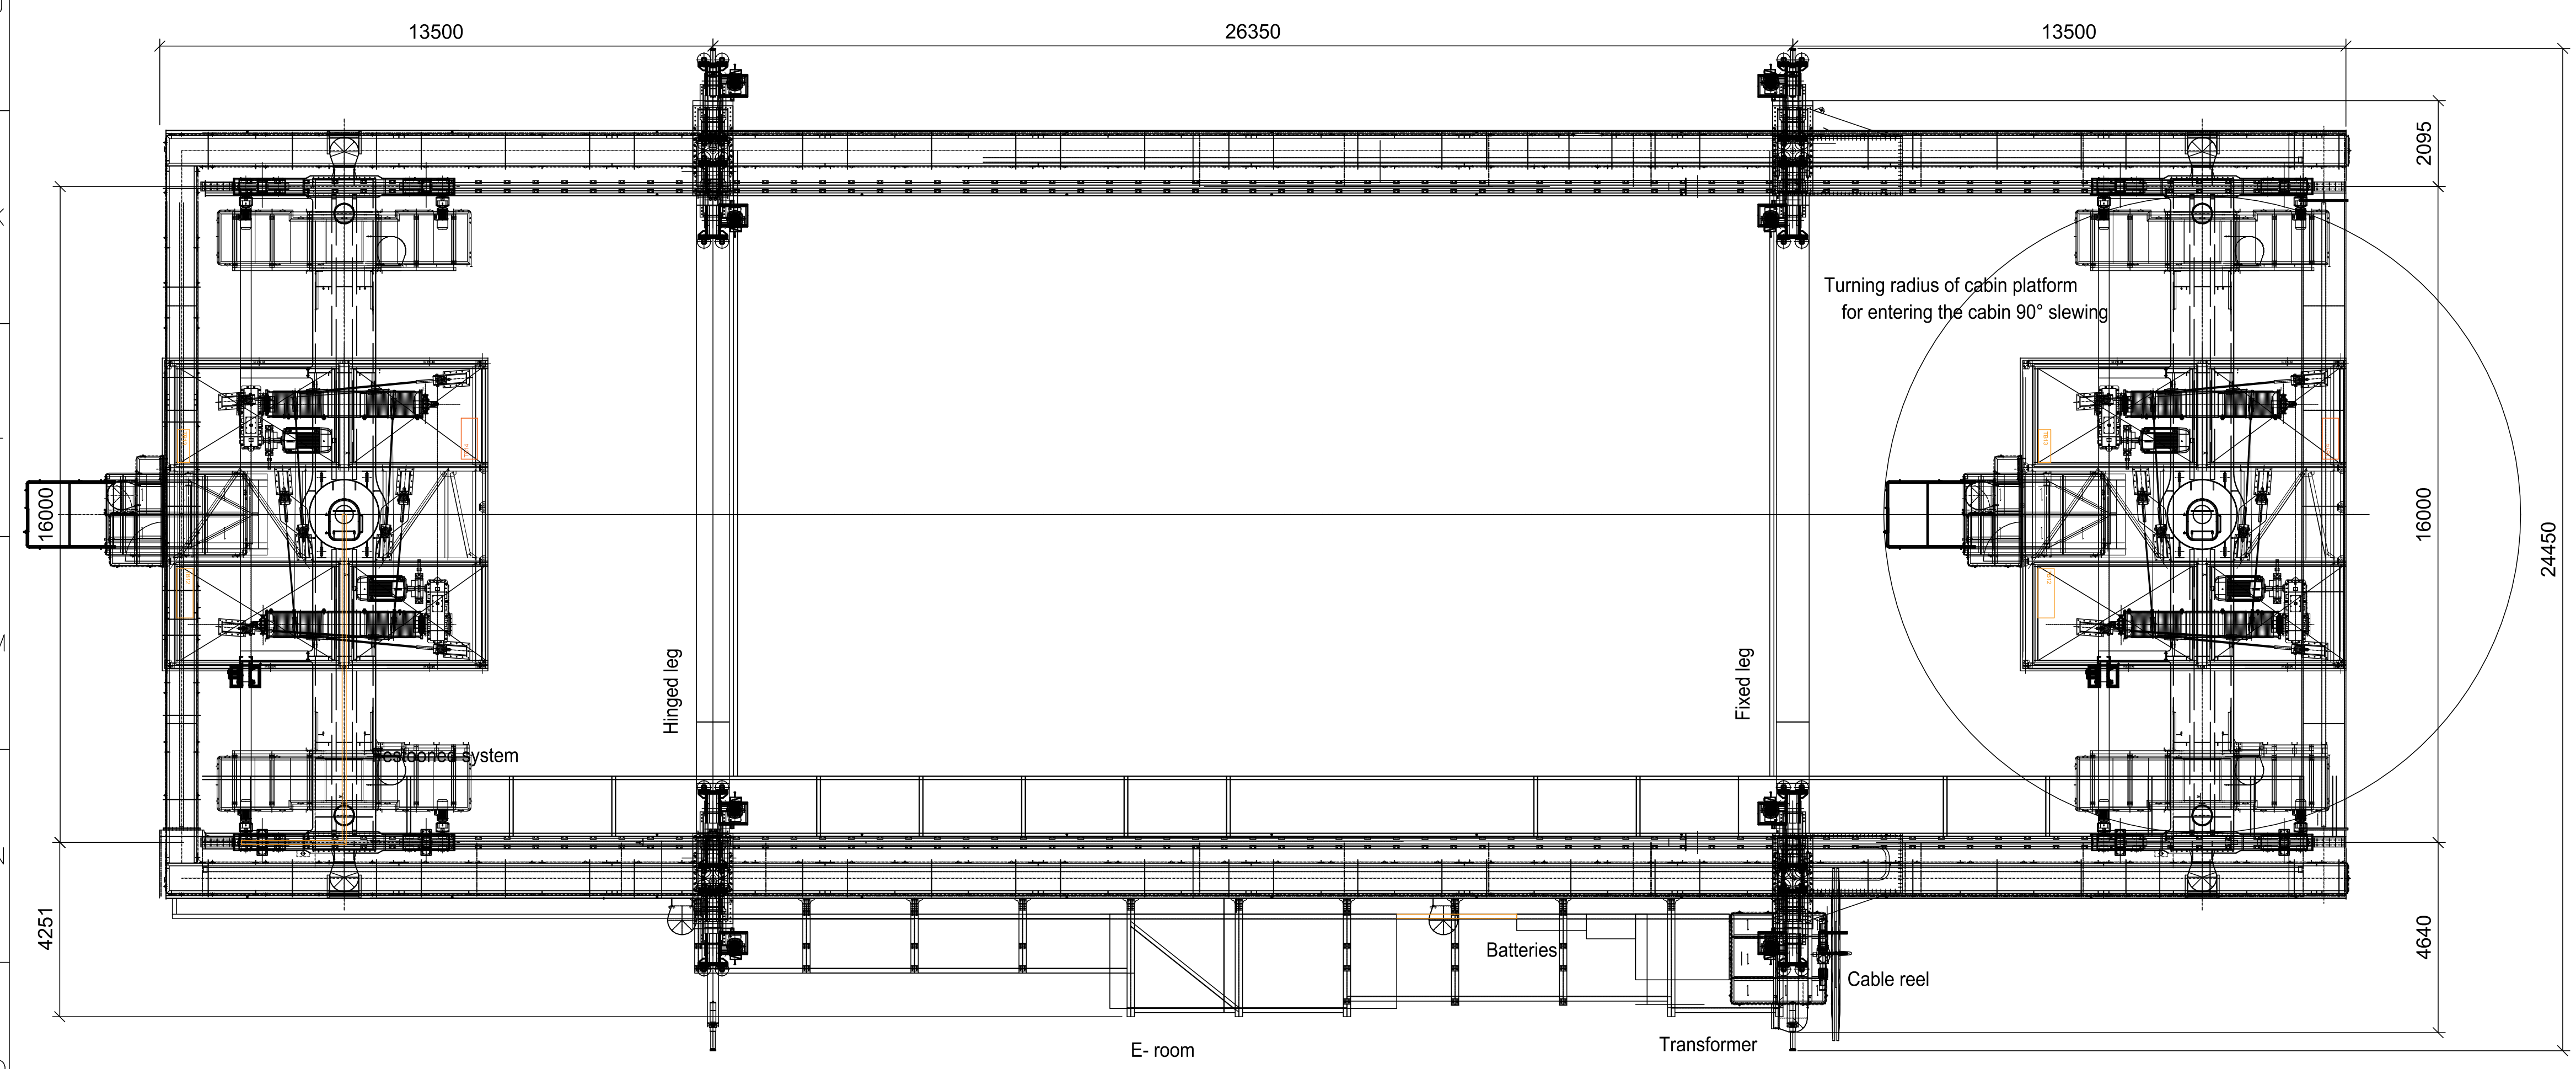 13500
26350
13500
2095
Turning radius of cabin platform
for entering the cabin 90° slewing
16000
16000
24450
Hinged leg
Fixed leg
system
4251
4640
Batteries
Cable reel
E- room
Transformer